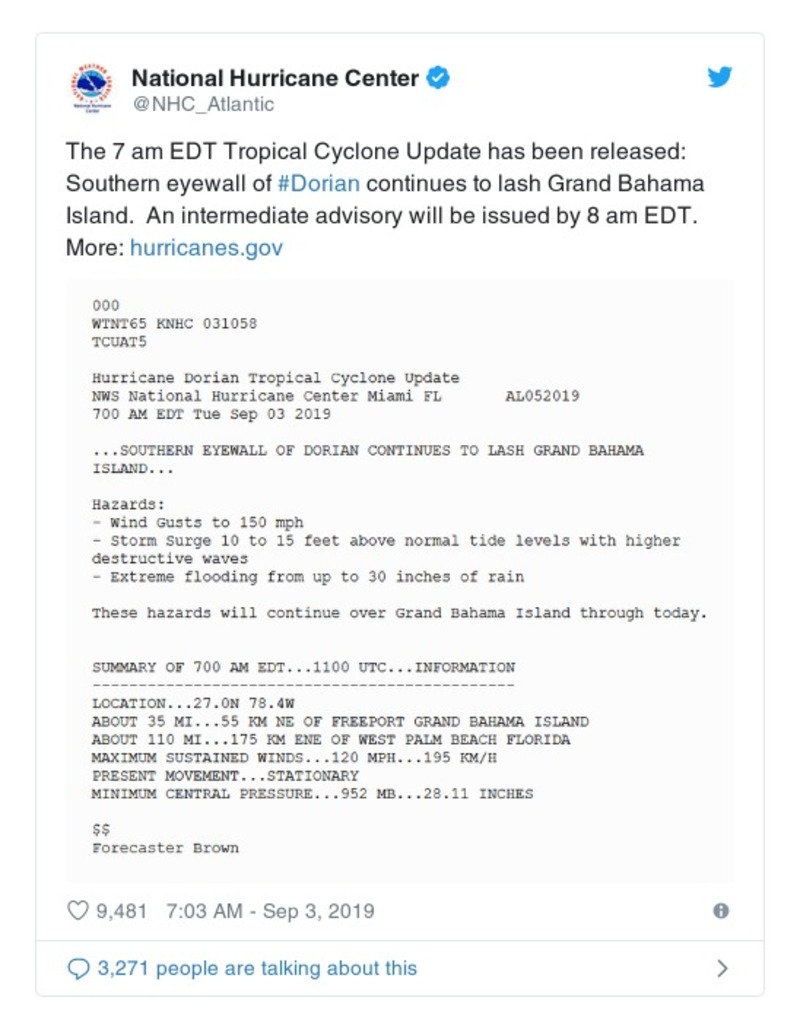 National Hurricane Center
@NHC_Atlantic
The 7 am EDT Tropical Cyclone Update has been released:
Southern eyewall of #Dorian continues to lash Grand Bahama
Island.  An intermediate advisory will be issued by 8 am EDT.
More: hurricanes.gov
000
WTNT65 KNHC 031058
TCUAT5
Hurricane Dorian Tropical Cyclone Update
NWS National Hurricane Center Miami FL       AL052019
700 AM EDT Tue Sep 03 2019
...SOUTHERN EYEWALL OF DORIAN CONTINUES TO LASH GRAND BAHAMA
ISLAND...
Hazards:
- Wind Gusts to 150 mph
- Storm Surge 10 to 15 feet above normal tide levels with higher
destructive waves
- Extreme flooding from up to 30 inches of rain
These hazards will continue over Grand Bahama Island through today.
SUMMARY OF 700 AM EDT...1100 UTC...INFORMATION
----------------------------------------------
LOCATION...27.0N 78.4W
ABOUT 35 MI...55 KM NE OF FREEPORT GRAND BAHAMA ISLAND
ABOUT 110 MI...175 KM ENE OF WEST PALM BEACH FLORIDA
MAXIMUM SUSTAINED WINDS...120 MPH...195 KM/H
PRESENT MOVEMENT...STATIONARY
MINIMUM CENTRAL PRESSURE...952 MB...28.11 INCHES
$$
Forecaster Brown
9,481 7:03 AM - Sep 3, 2019
3,271 people are talking about this